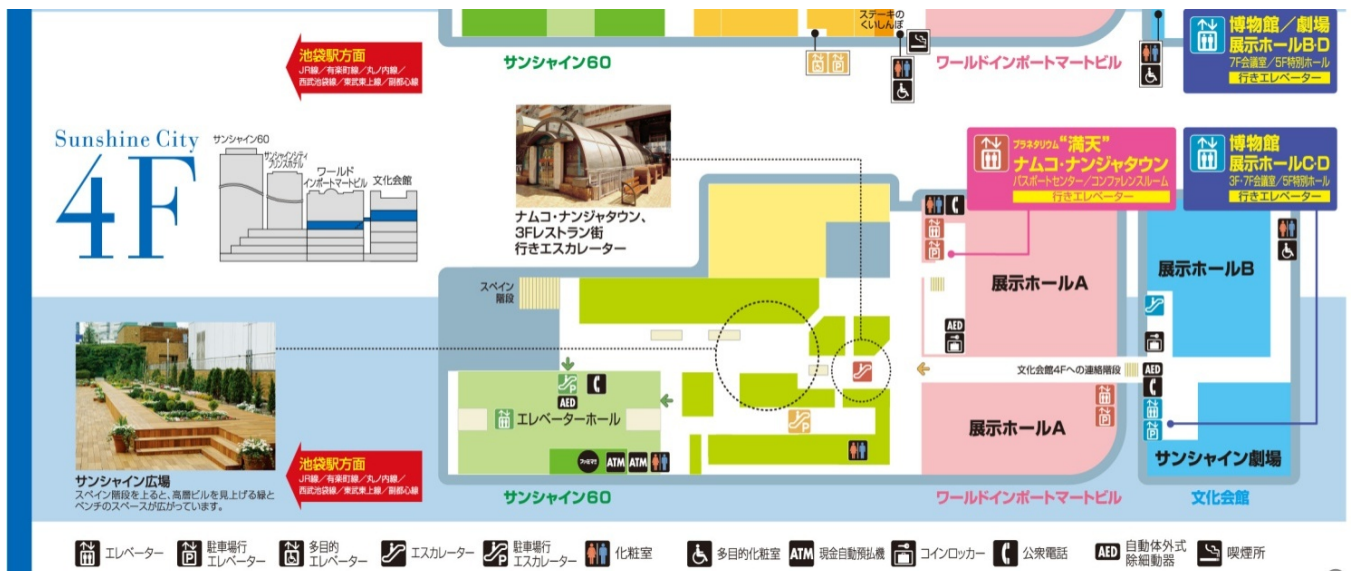 池袋駅方面
JR線／有楽町線／丸ノ内線／
西武池袋線／東武東上線／副都心線
サンシャイン60
ステーキの
くいしんぼ
ワールドインポートマートビル
博物館／劇場
展示ホールB・D
7F会議室／5F特別ホール
行きエレベーター
Sunshine City
4F
サンシャイン60
サンシャインシティ
プリンスホテル
ワールド
インポートマートビル
文化会館
ナムコ・ナンジャタウン、
3Fレストラン街
行きエスカレーター
プラネタリウム“満天”
ナムコ・ナンジャタウン
パスポートセンター／コンファレンスルーム
行きエレベーター
博物館
展示ホールC・D
3F・7F会議室／5F特別ホール
行きエレベーター
スペイン
階段
展示ホールA
展示ホールB
AED
文化会館4Fへの連絡階段
AED
AED
エレベーターホール
展示ホールA
ファミマ!!
ATM
ATM
サンシャイン劇場
サンシャイン広場
スペイン階段を上ると、高層ビルを見上げる緑と
ベンチのスペースが広がっています。
池袋駅方面
JR線／有楽町線／丸ノ内線／
西武池袋線／東武東上線／副都心線
サンシャイン60
ワールドインポートマートビル
文化会館
エレベーター
駐車場行
エレベーター
多目的
エレベーター
エスカレーター
駐車場行
エスカレーター
化粧室
多目的化粧室
ATM 現金自動預払機
コインロッカー
公衆電話
AED 自動体外式
除細動器
喫煙所